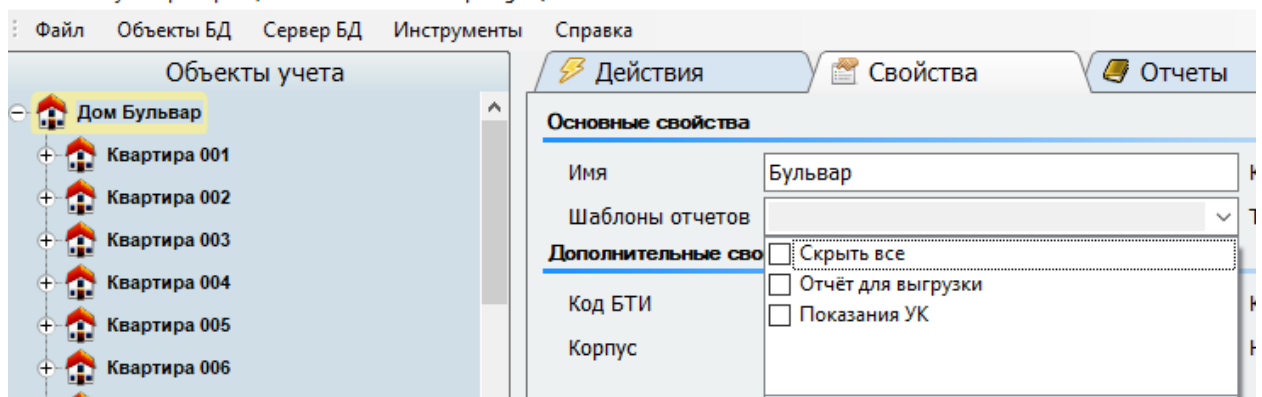 Файл Объекты БД Сервер БД Инструменты Справка
Объекты учета
Действия Свойства Отчеты
Дом Бульвар
Квартира 001
Квартира 002
Квартира 003
Квартира 004
Квартира 005
Квартира 006
Основные свойства
Имя Бульвар
Шаблоны отчетов
Дополнительные сво
Скрыть все
Отчёт для выгрузки
Показания УК
Код БТИ
Корпус